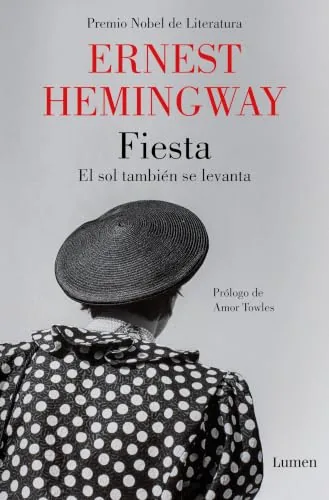 Premio Nobel de Literatura
ERNEST
HEMINGWAY
Fiesta
El sol también se levanta
Prólogo de
Amor Towles
Lumen